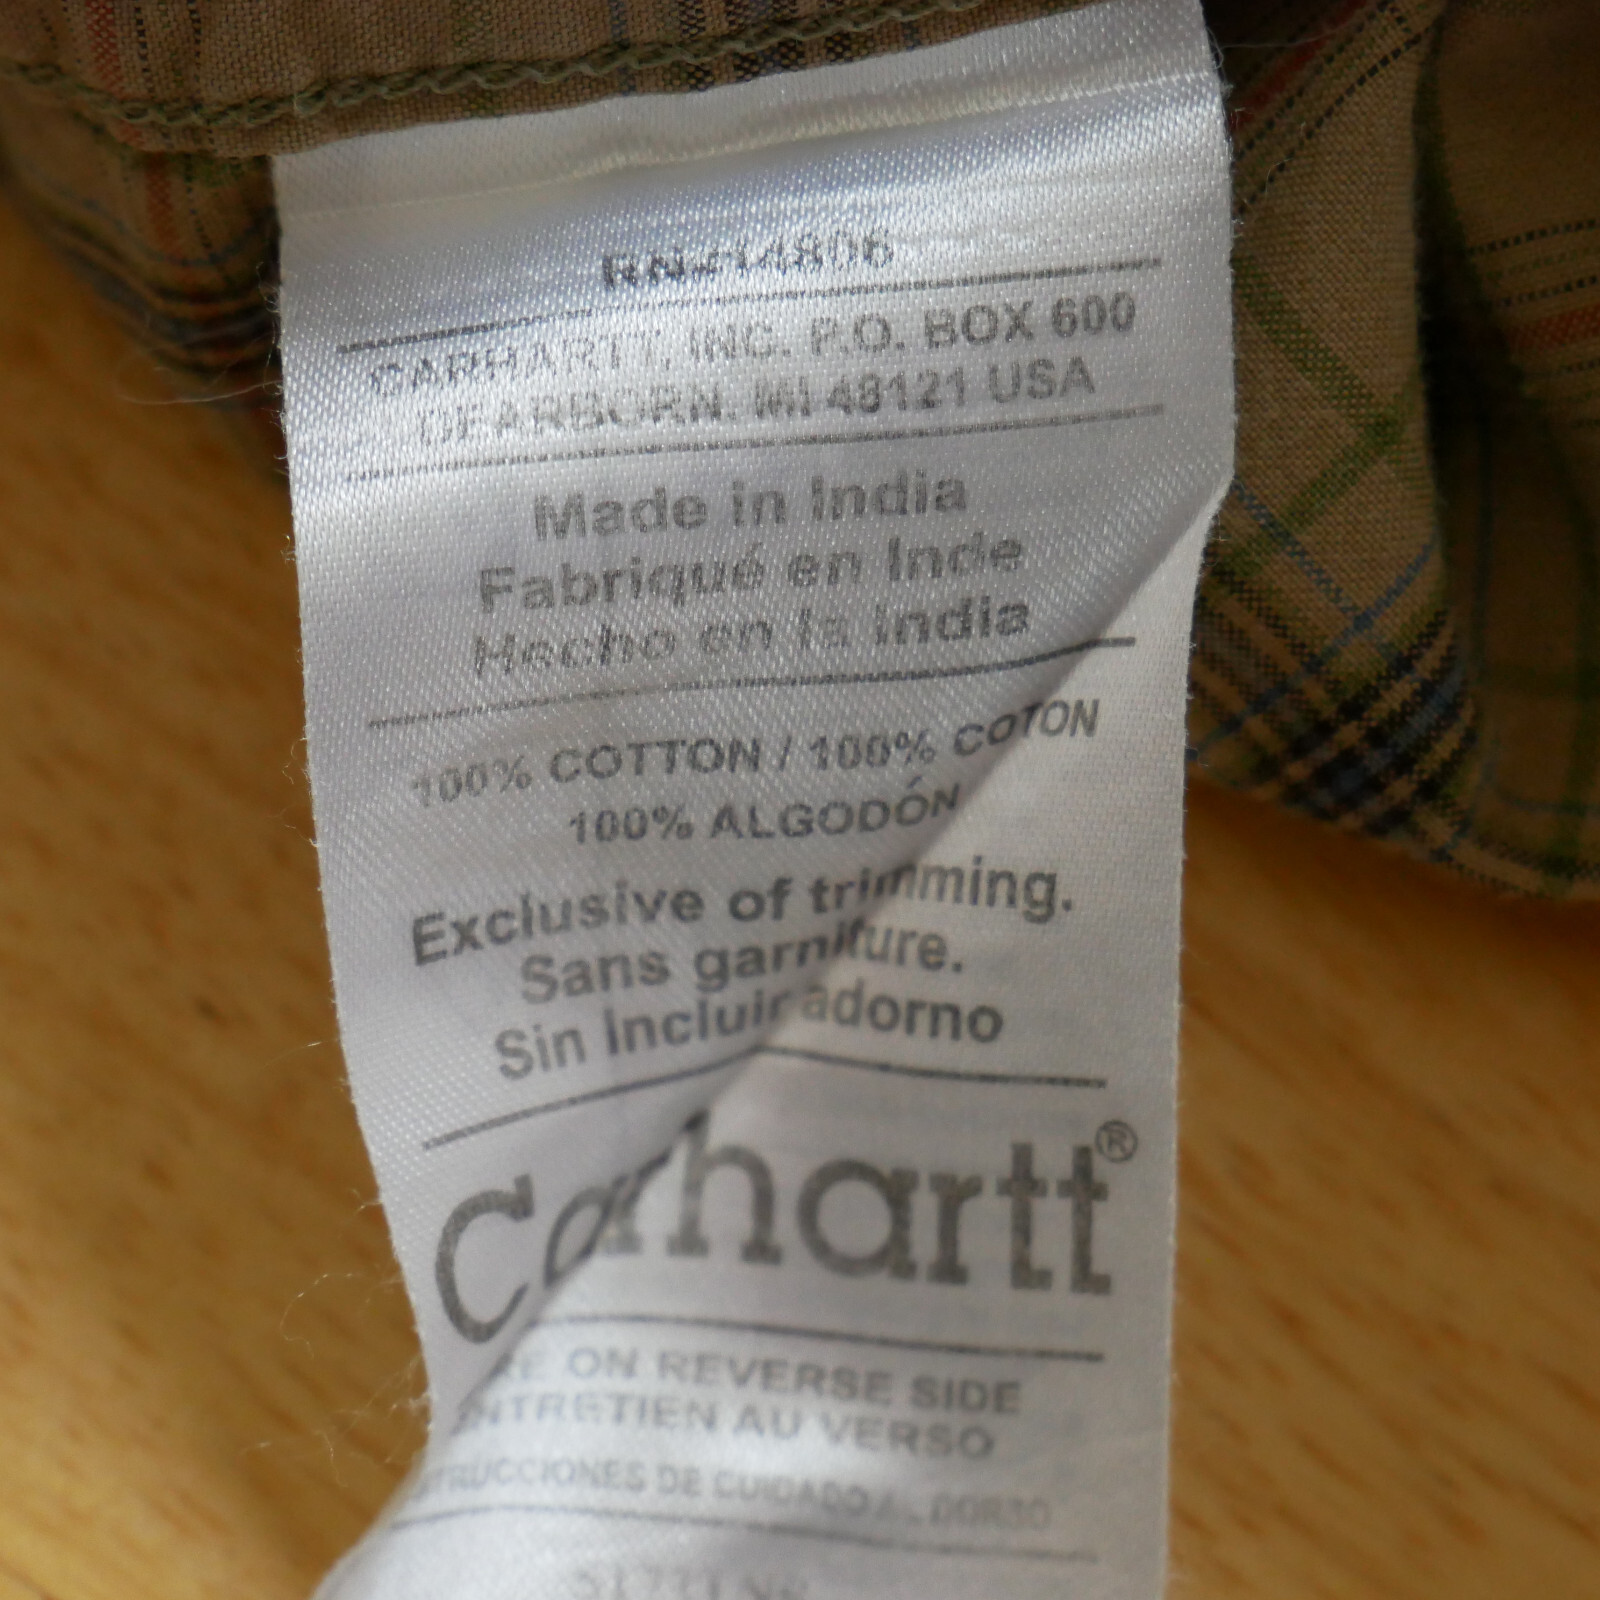 RN#14806
CARHARTT, INC. P.O. BOX 600
DEARBORN, MI 48121 USA
Made in India
Fabriqué en Inde
Hecho en la India
100% COTTON / 100% COTON
100% ALGODÓN
Exclusive of trimming.
Sans garniture.
Sin Incluir adorno
Carhartt®
RE ON REVERSE SIDE
ENTRETIEN AU VERSO
TRUCCIONES DE CUIDADO AL DORSO